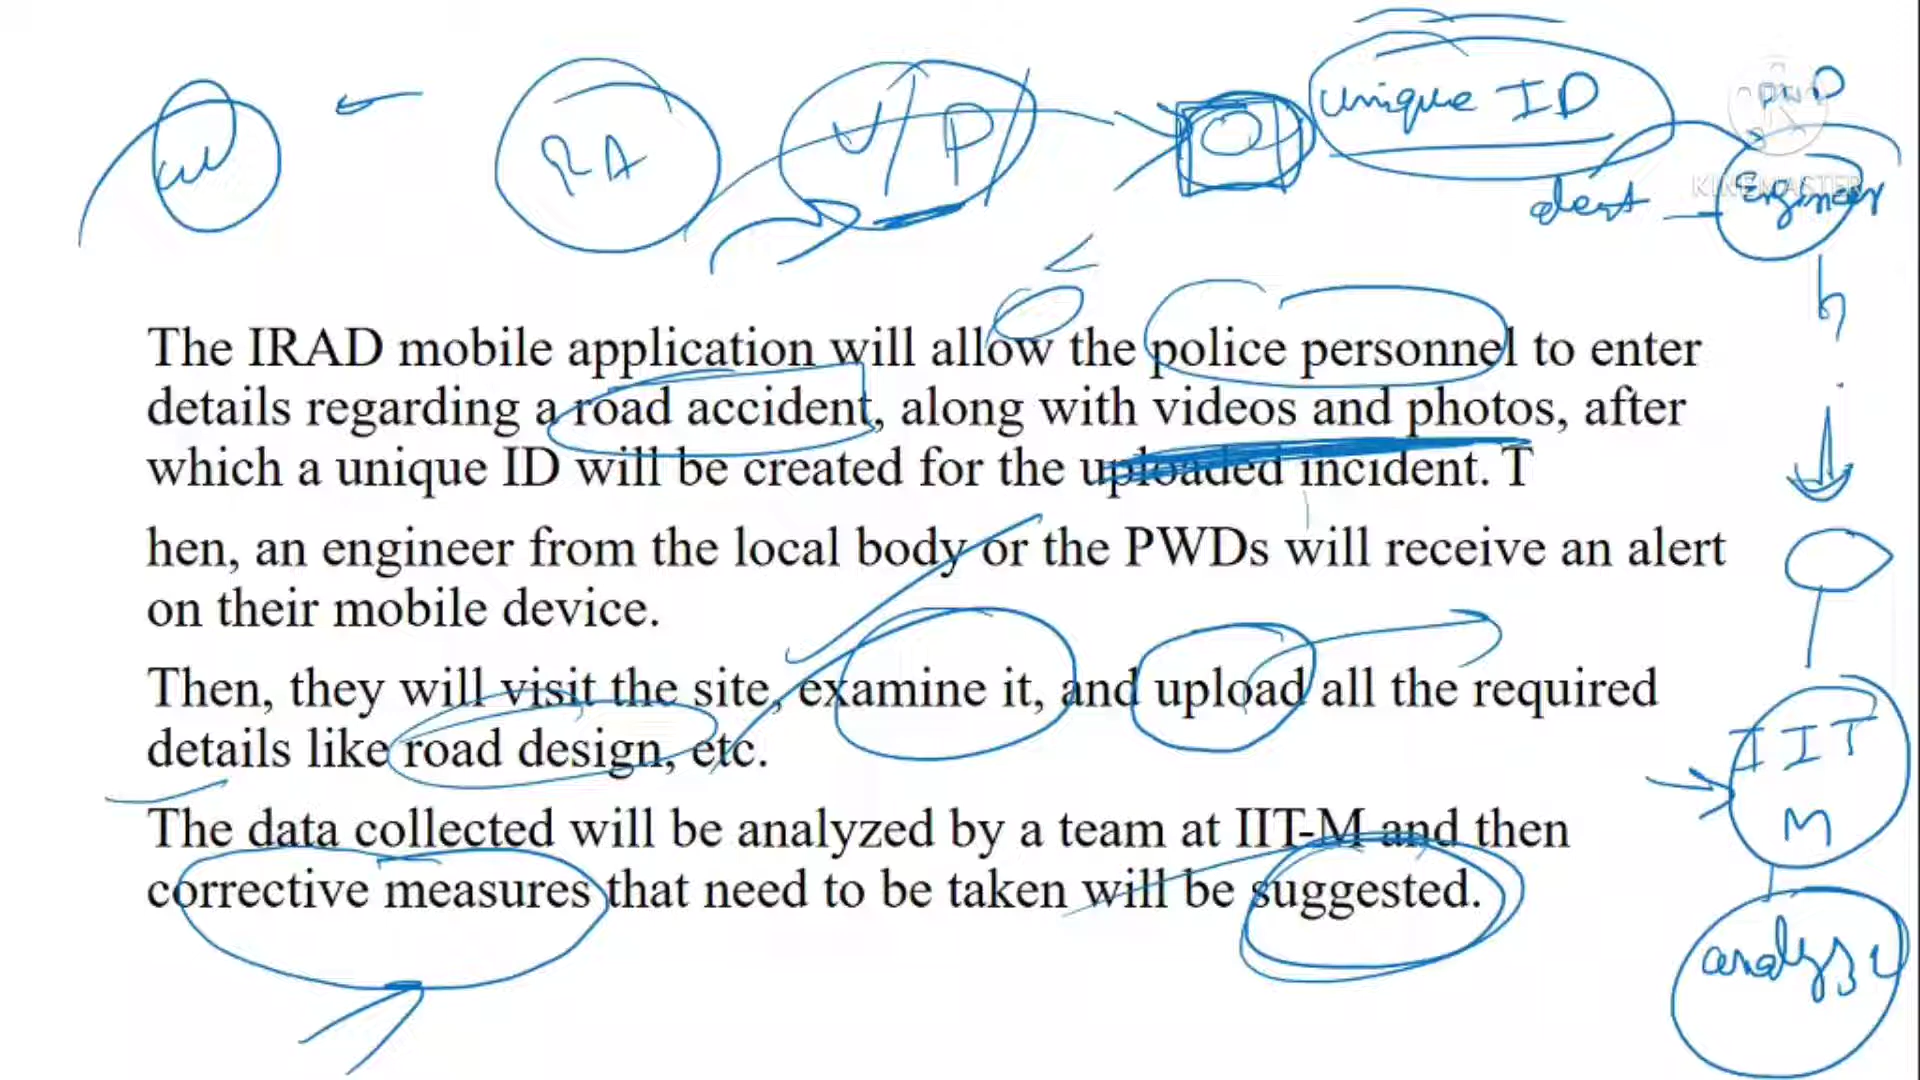 unique ID
RA
V/P
KINEMASTER
alert
Engineer
The IRAD mobile application will allow the police personnel to enter
details regarding a road accident, along with videos and photos, after
which a unique ID will be created for the uploaded incident. T
hen, an engineer from the local body or the PWDs will receive an alert
on their mobile device.
Then, they will visit the site, examine it, and upload all the required
details like road design, etc.
IIT
M
The data collected will be analyzed by a team at IIT-M and then
corrective measures that need to be taken will be suggested.